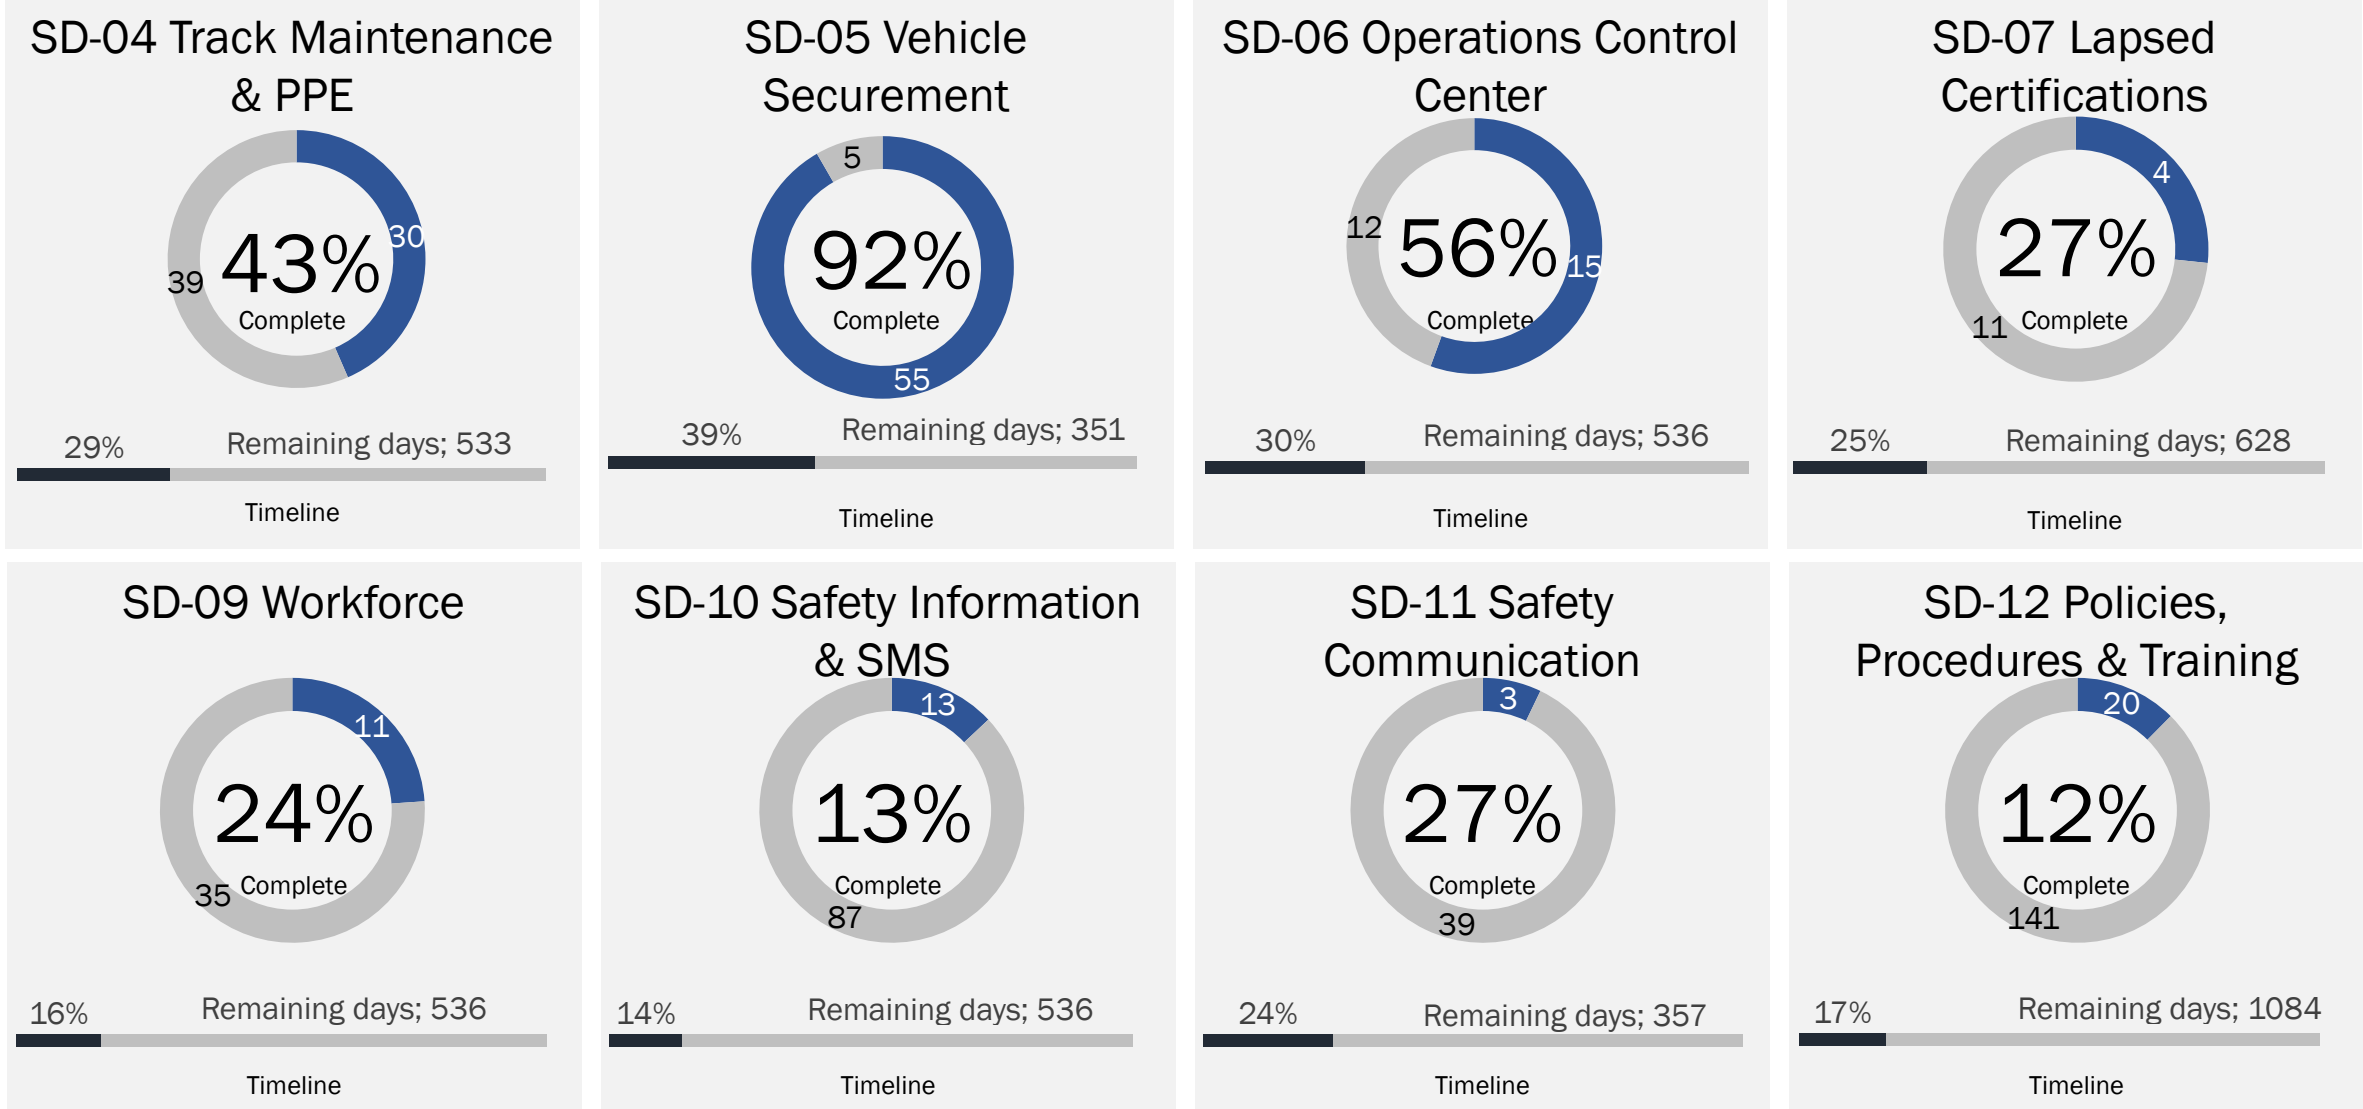 SD-04 Track Maintenance
& PPE
30
39
43%
Complete
29%
Remaining days; 533
Timeline
SD-05 Vehicle
Securement
5
92%
Complete
55
39%
Remaining days; 351
Timeline
SD-06 Operations Control
Center
12
56%
15
Complete
30%
Remaining days; 536
Timeline
SD-07 Lapsed
Certifications
4
27%
11
Complete
25%
Remaining days; 628
Timeline
SD-09 Workforce
11
24%
35
Complete
16%
Remaining days; 536
Timeline
SD-10 Safety Information
& SMS
13
13%
Complete
87
14%
Remaining days; 536
Timeline
SD-11 Safety
Communication
3
27%
Complete
39
24%
Remaining days; 357
Timeline
SD-12 Policies,
Procedures & Training
20
12%
Complete
141
17%
Remaining days; 1084
Timeline